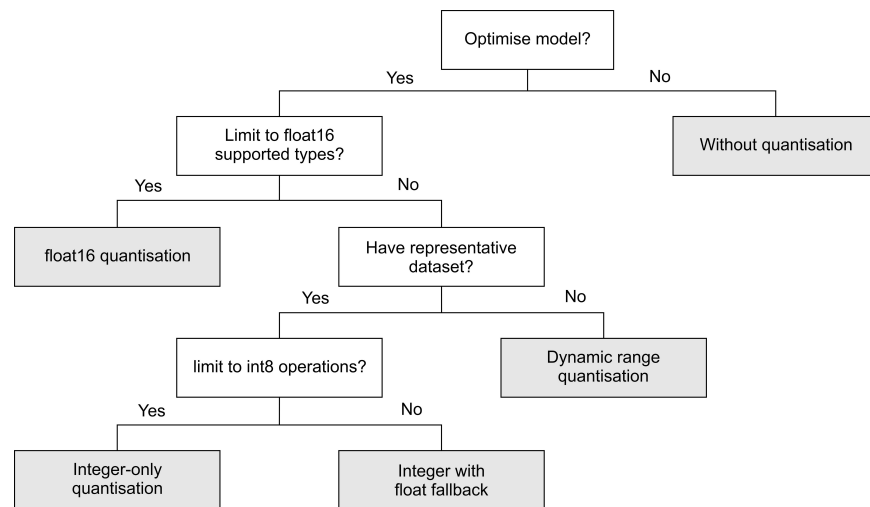 Optimise model?
Yes
No
Limit to float16
supported types?
Without quantisation
Yes
No
float16 quantisation
Have representative
dataset?
Yes
No
limit to int8 operations?
Dynamic range
quantisation
Yes
No
Integer-only
quantisation
Integer with
float fallback